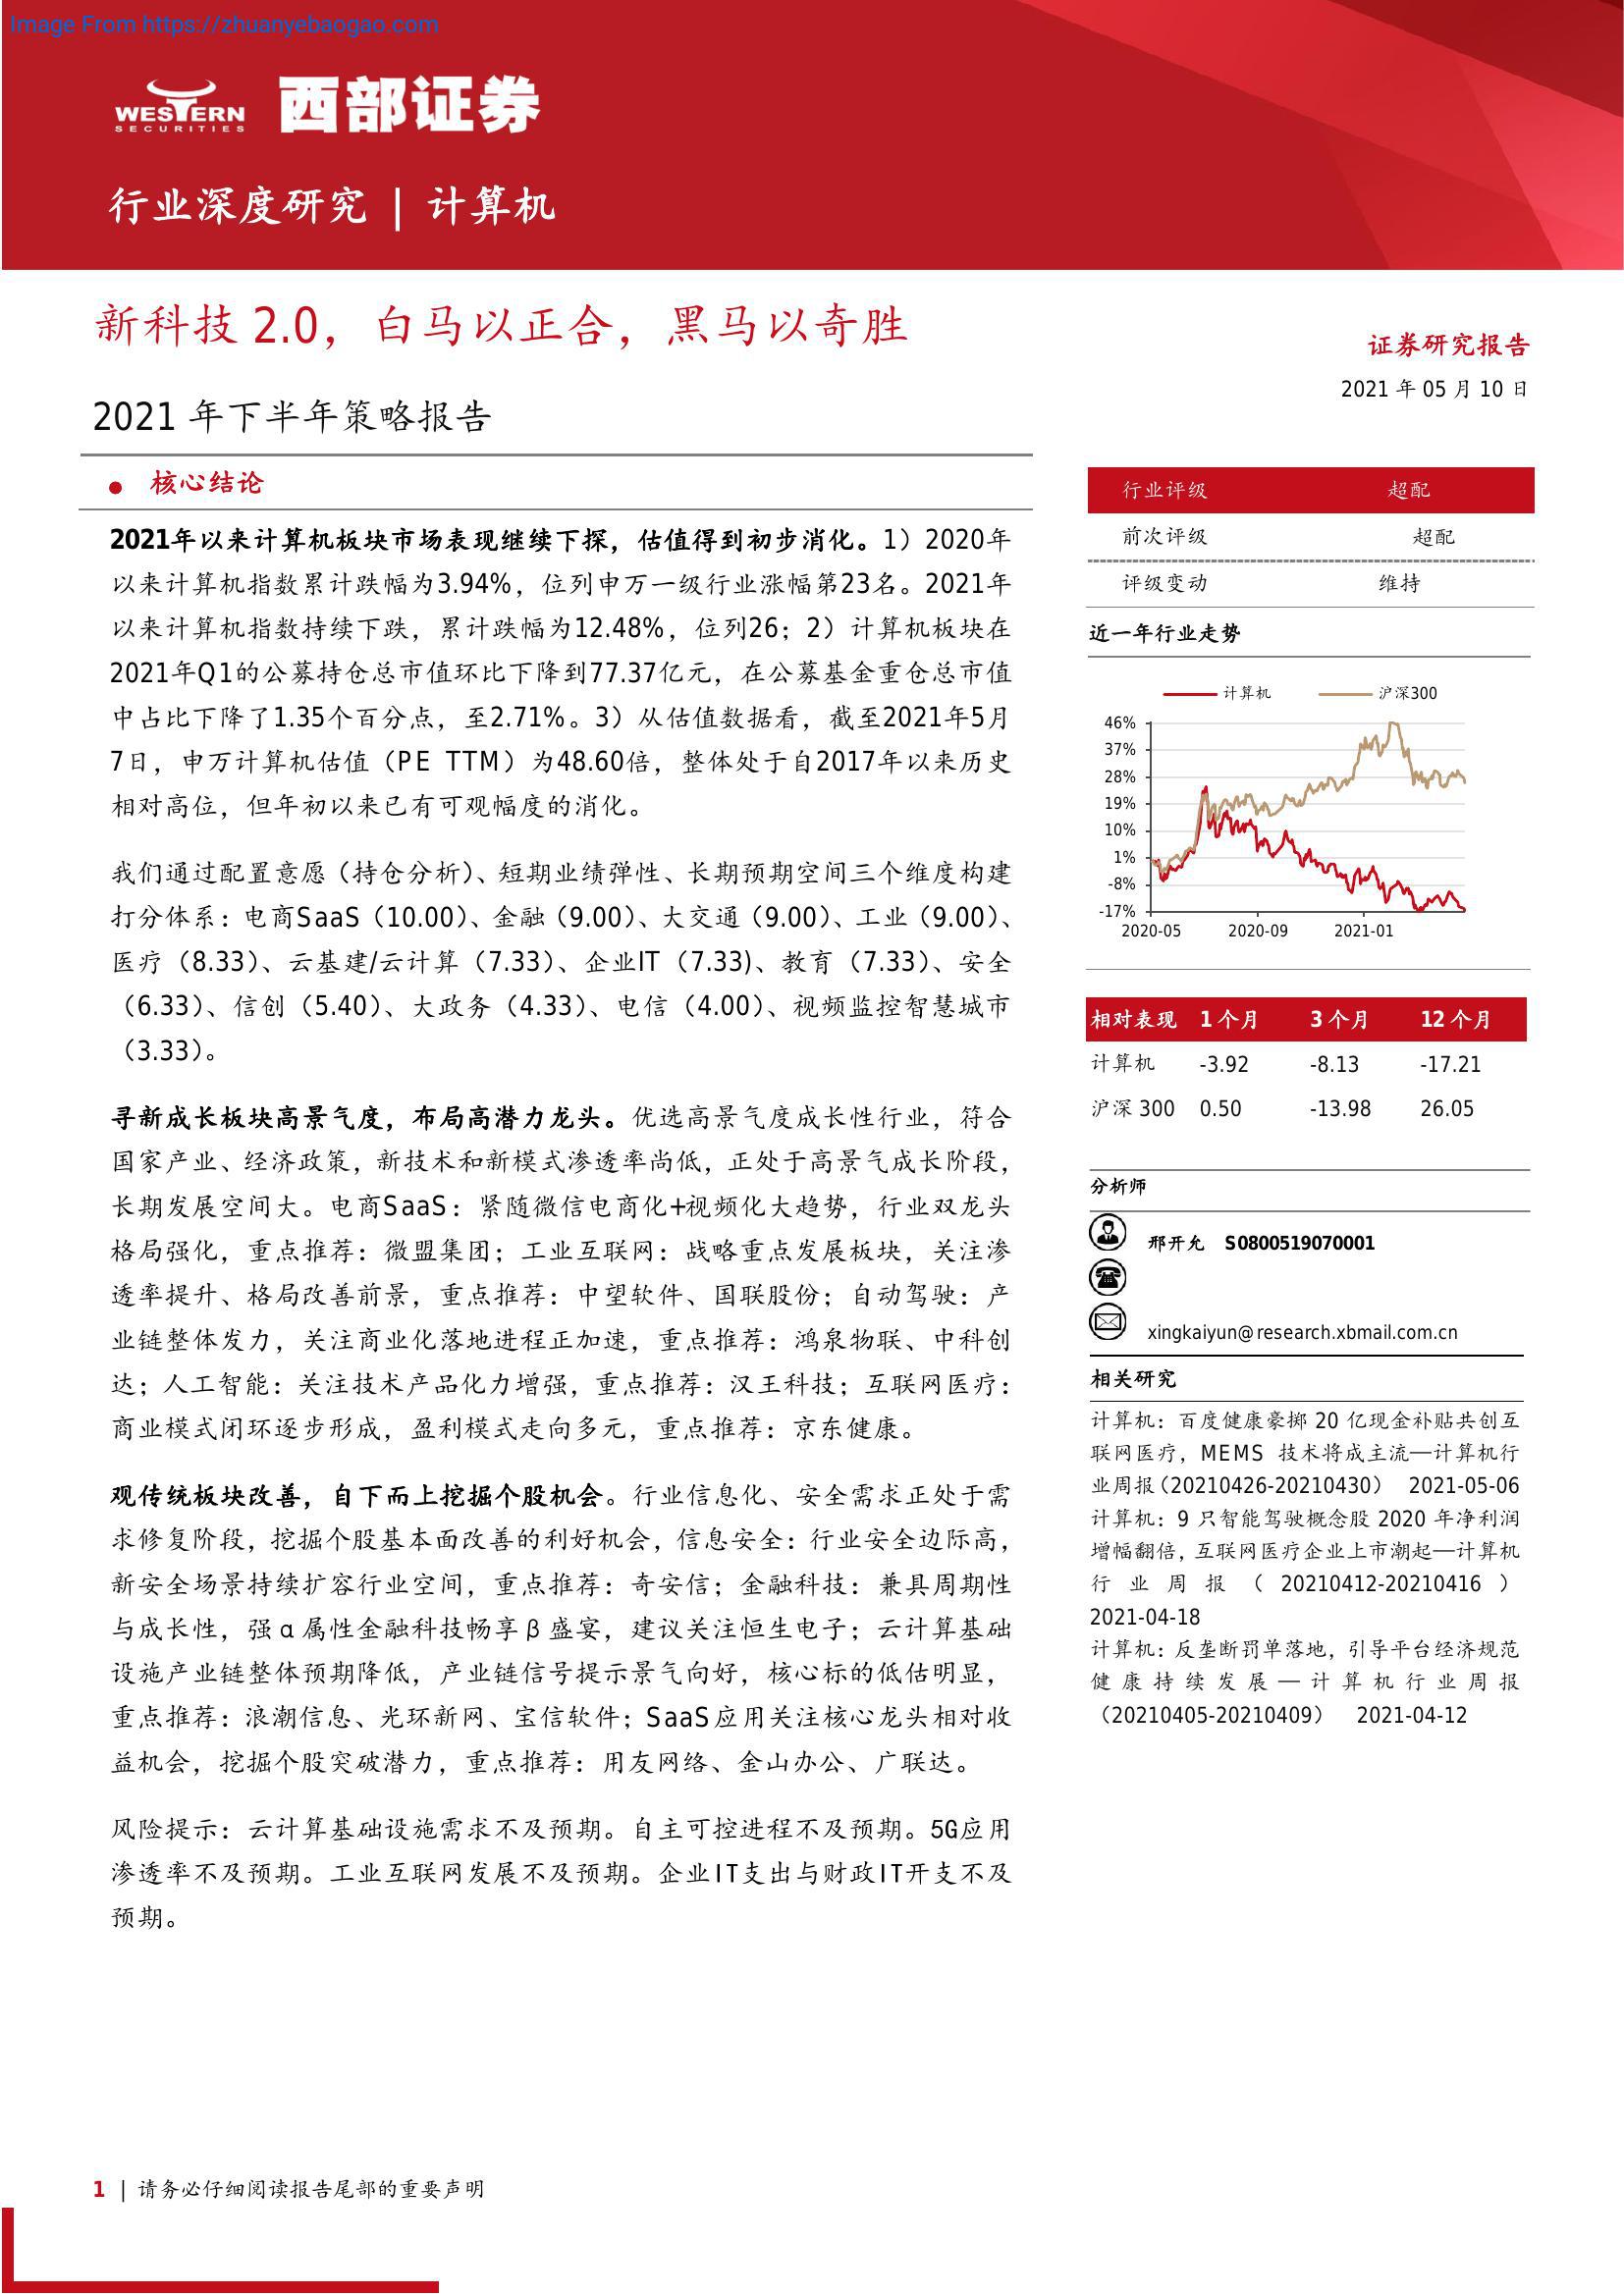 Image From https://zhuanyebaogao.com
WESTERN
SECURITIES
西部证券
行业深度研究 | 计算机
新科技 2.0，白马以正合，黑马以奇胜
2021 年下半年策略报告
● 核心结论
2021年以来计算机板块市场表现继续下探，估值得到初步消化。1）2020年
以来计算机指数累计跌幅为3.94%，位列申万一级行业涨幅第23名。2021年
以来计算机指数持续下跌，累计跌幅为12.48%，位列26；2）计算机板块在
2021年Q1的公募持仓总市值环比下降到77.37亿元，在公募基金重仓总市值
中占比下降了1.35个百分点，至2.71%。3）从估值数据看，截至2021年5月
7日，申万计算机估值（PE TTM）为48.60倍，整体处于自2017年以来历史
相对高位，但年初以来已有可观幅度的消化。
我们通过配置意愿（持仓分析）、短期业绩弹性、长期预期空间三个维度构建
打分体系：电商SaaS（10.00）、金融（9.00）、大交通（9.00）、工业（9.00）、
医疗（8.33）、云基建/云计算（7.33）、企业IT（7.33)、教育（7.33）、安全
（6.33）、信创（5.40）、大政务（4.33）、电信（4.00）、视频监控智慧城市
（3.33）。
寻新成长板块高景气度，布局高潜力龙头。优选高景气度成长性行业，符合
国家产业、经济政策，新技术和新模式渗透率尚低，正处于高景气成长阶段，
长期发展空间大。电商SaaS：紧随微信电商化+视频化大趋势，行业双龙头
格局强化，重点推荐：微盟集团；工业互联网：战略重点发展板块，关注渗
透率提升、格局改善前景，重点推荐：中望软件、国联股份；自动驾驶：产
业链整体发力，关注商业化落地进程正加速，重点推荐：鸿泉物联、中科创
达；人工智能：关注技术产品化力增强，重点推荐：汉王科技；互联网医疗：
商业模式闭环逐步形成，盈利模式走向多元，重点推荐：京东健康。
观传统板块改善，自下而上挖掘个股机会。行业信息化、安全需求正处于需
求修复阶段，挖掘个股基本面改善的利好机会，信息安全：行业安全边际高，
新安全场景持续扩容行业空间，重点推荐：奇安信；金融科技：兼具周期性
与成长性，强α属性金融科技畅享β盛宴，建议关注恒生电子；云计算基础
设施产业链整体预期降低，产业链信号提示景气向好，核心标的低估明显，
重点推荐：浪潮信息、光环新网、宝信软件；SaaS应用关注核心龙头相对收
益机会，挖掘个股突破潜力，重点推荐：用友网络、金山办公、广联达。
风险提示：云计算基础设施需求不及预期。自主可控进程不及预期。5G应用
渗透率不及预期。工业互联网发展不及预期。企业IT支出与财政IT开支不及
预期。
证券研究报告
2021 年 05 月 10 日
行业评级 超配
前次评级 超配
评级变动 维持
近一年行业走势
计算机 沪深300
46%
37%
28%
19%
10%
1%
-8%
-17%
2020-05 2020-09 2021-01
相对表现 1 个月 3 个月 12 个月
计算机 -3.92 -8.13 -17.21
沪深 300 0.50 -13.98 26.05
分析师
邢开允 S0800519070001
xingkaiyun@research.xbmail.com.cn
相关研究
计算机：百度健康豪掷 20 亿现金补贴共创互
联网医疗，MEMS 技术将成主流—计算机行
业周报（20210426-20210430） 2021-05-06
计算机：9 只智能驾驶概念股 2020 年净利润
增幅翻倍，互联网医疗企业上市潮起—计算机
行业周报（20210412-20210416）
2021-04-18
计算机：反垄断罚单落地，引导平台经济规范
健康持续发展—计算机行业周报
（20210405-20210409） 2021-04-12
1 | 请务必仔细阅读报告尾部的重要声明